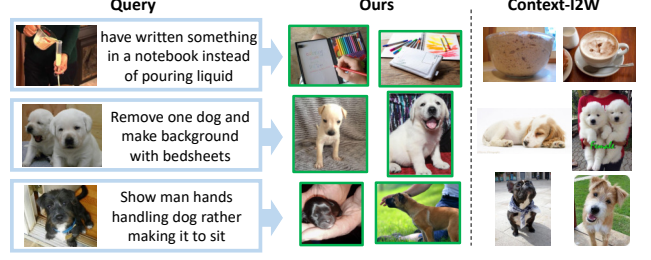 Query
Ours
Context-I2W
have written something
in a notebook instead
of pouring liquid
Remove one dog and
make background
with bedsheets
Show man hands
handling dog rather
making it to sit